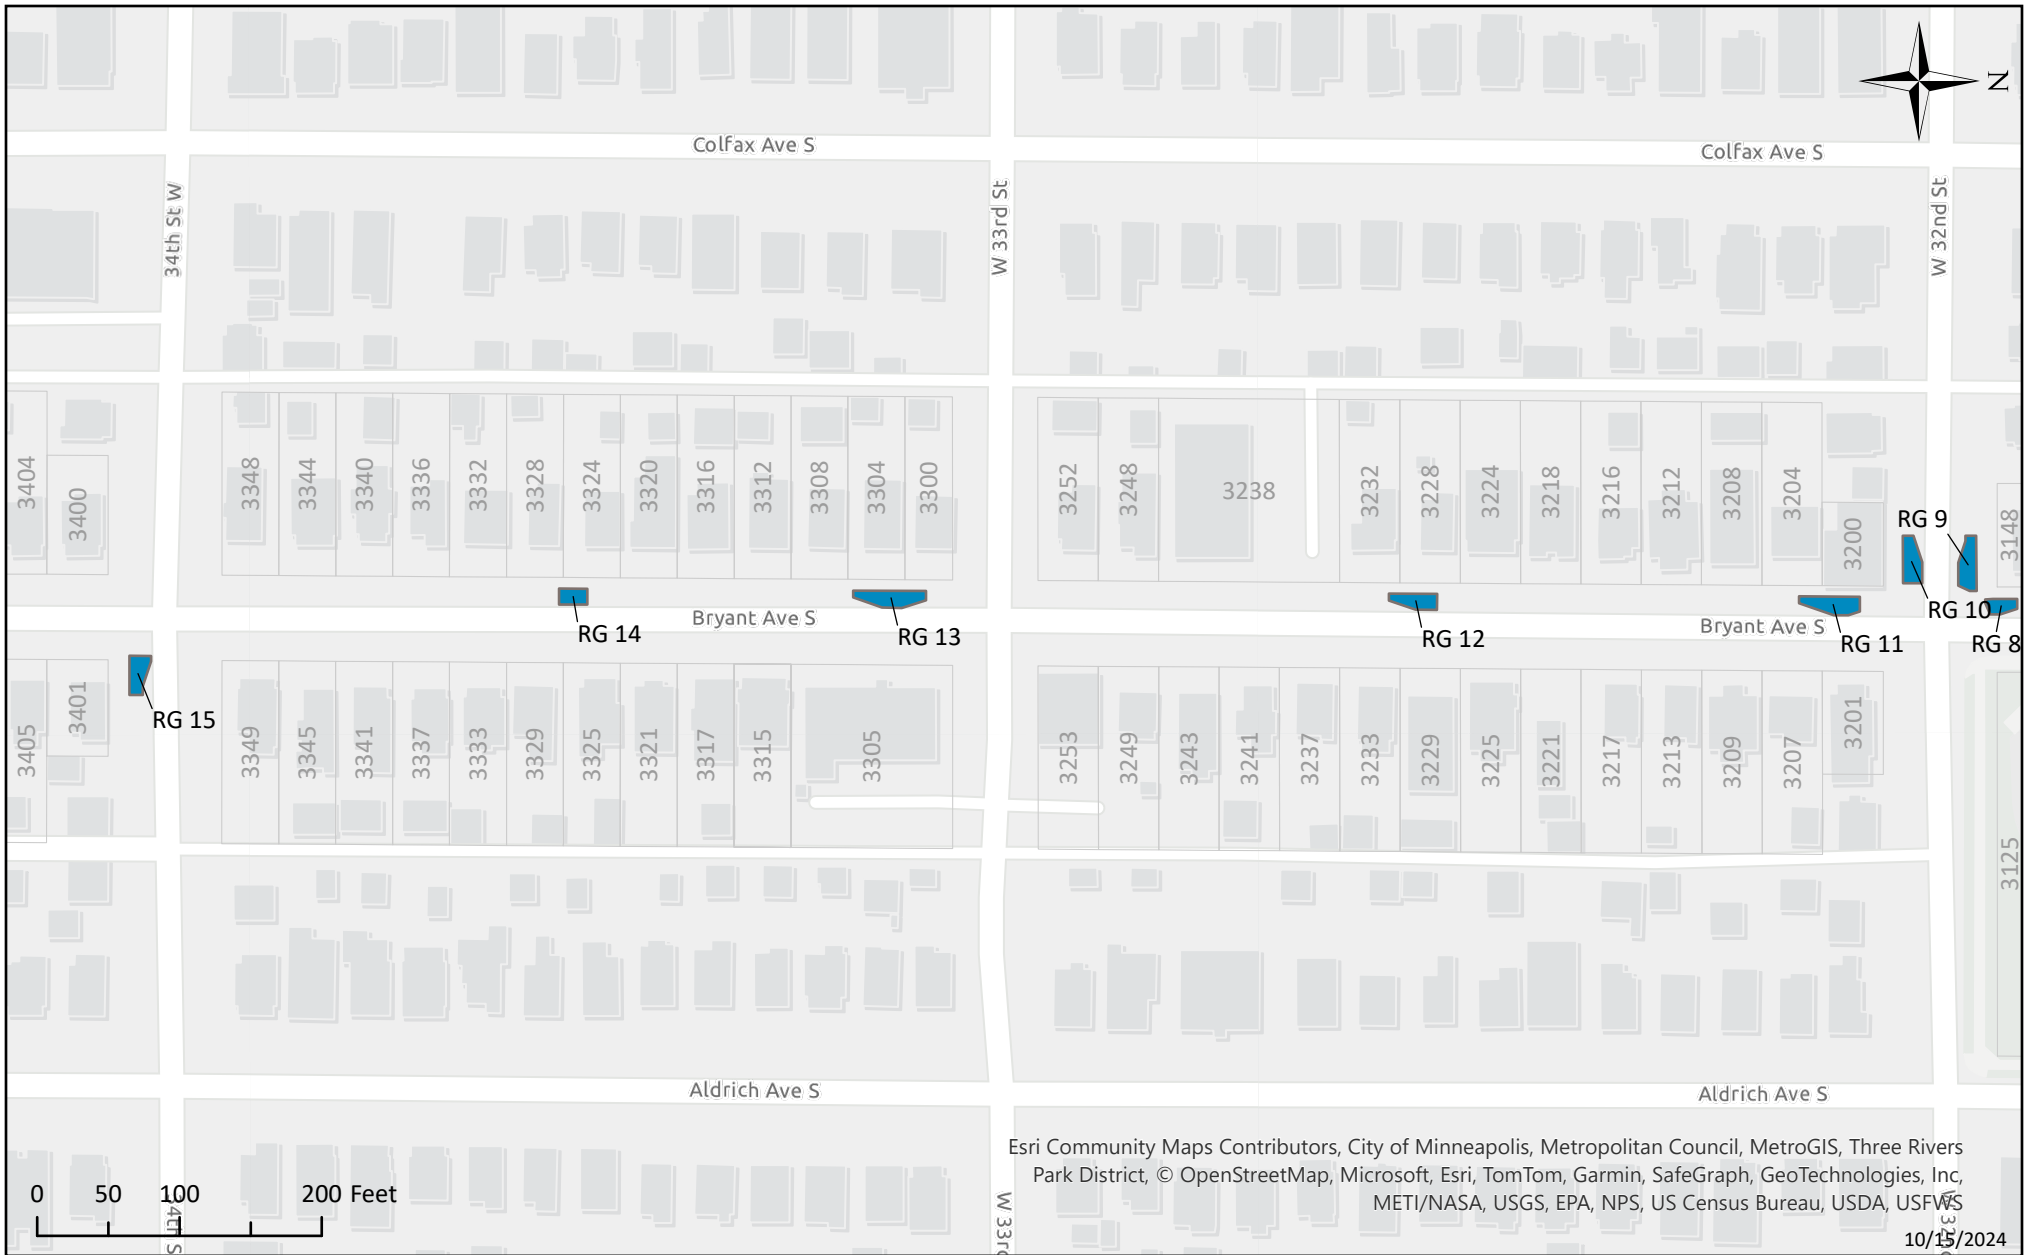 N
Colfax Ave S
Colfax Ave S
34th St W
W 33rd St
W 32nd St
3404
3400
3348
3344
3340
3336
3332
3328
3324
3320
3316
3312
3308
3304
3300
3252
3248
3238
3232
3228
3224
3218
3216
3212
3208
3204
3200
3148
RG 9
RG 10
RG 14
RG 13
RG 12
RG 11
RG 8
Bryant Ave S
Bryant Ave S
RG 15
3405
3401
3349
3345
3341
3337
3333
3329
3325
3321
3317
3315
3305
3253
3249
3243
3241
3237
3233
3229
3225
3221
3217
3213
3209
3207
3201
3125
Aldrich Ave S
Aldrich Ave S
Esri Community Maps Contributors, City of Minneapolis, Metropolitan Council, MetroGIS, Three Rivers
Park District, © OpenStreetMap, Microsoft, Esri, TomTom, Garmin, SafeGraph, GeoTechnologies, Inc,
METI/NASA, USGS, EPA, NPS, US Census Bureau, USDA, USFWS
0 50 100 200 Feet
34th S
W 33rd
W 32nd
10/15/2024